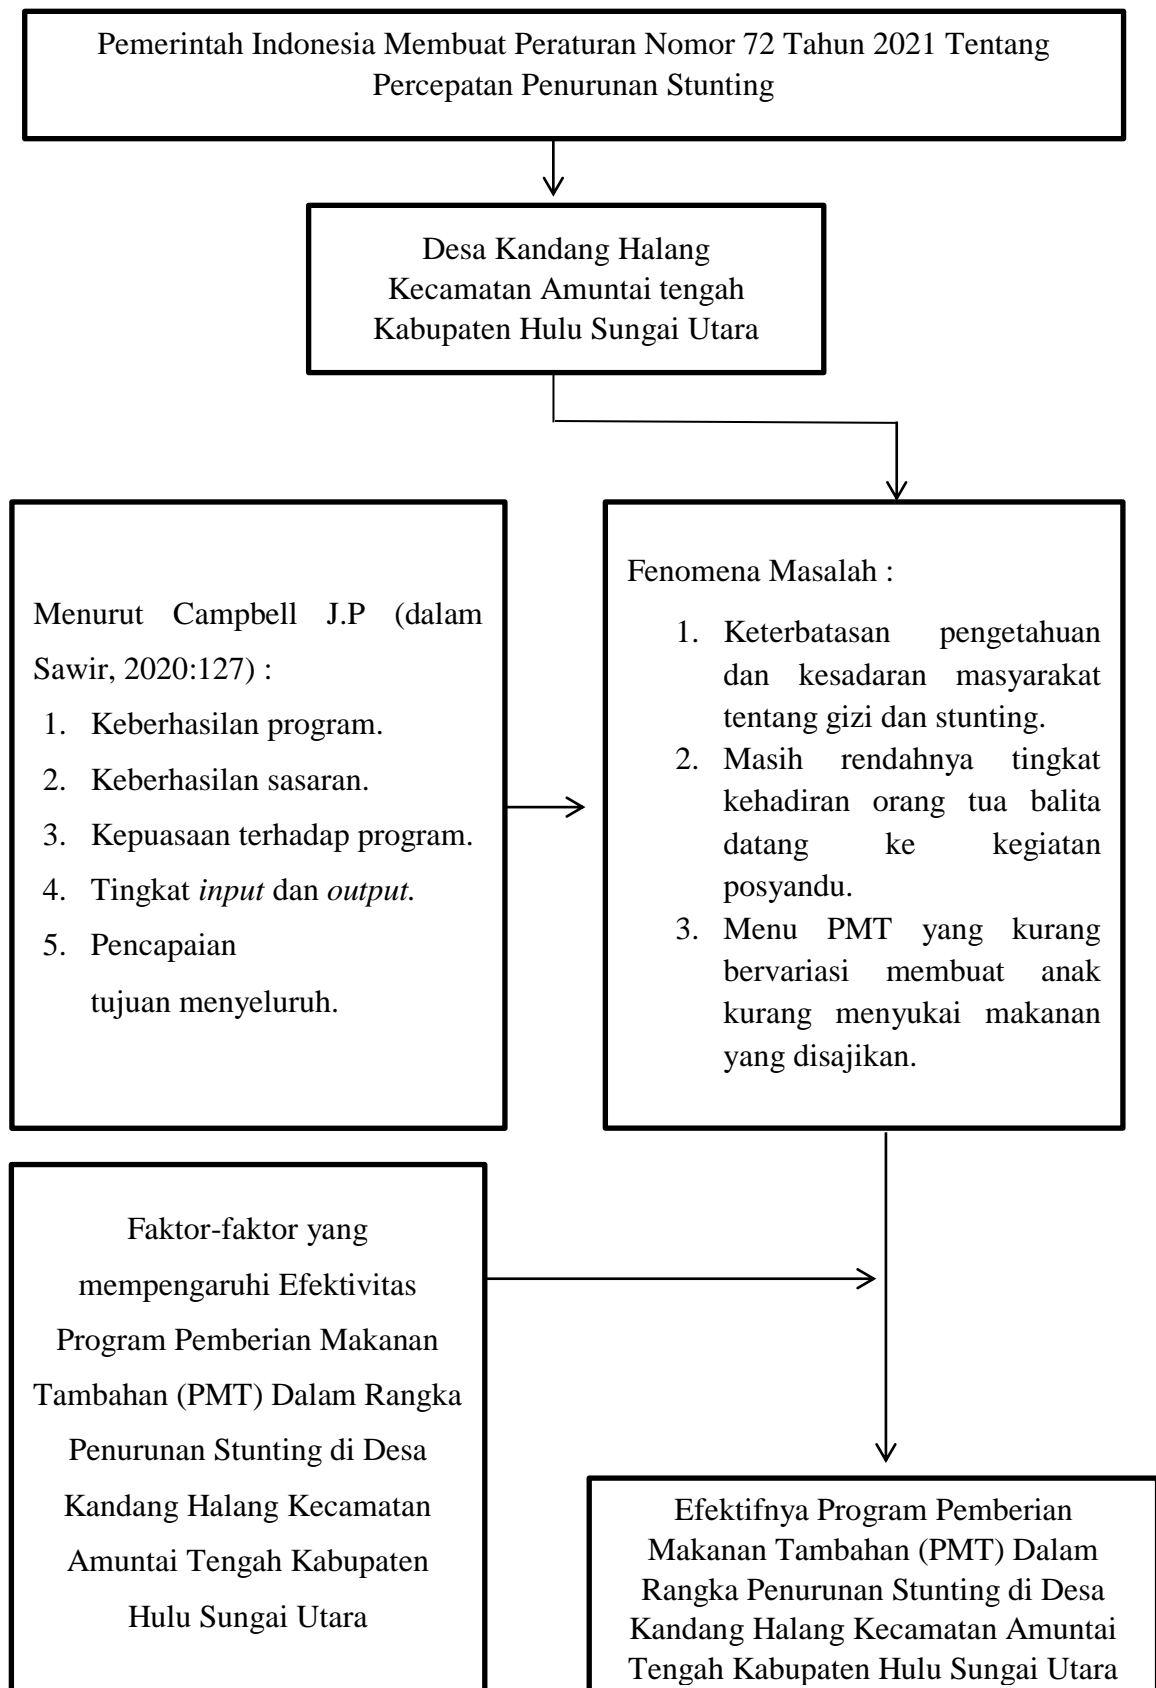 Pemerintah Indonesia Membuat Peraturan Nomor 72 Tahun 2021 Tentang
Percepatan Penurunan Stunting
Desa Kandang Halang
Kecamatan Amuntai tengah
Kabupaten Hulu Sungai Utara
Menurut Campbell J.P (dalam
Sawir, 2020:127) :
1. Keberhasilan program.
2. Keberhasilan sasaran.
3. Kepuasaan terhadap program.
4. Tingkat input dan output.
5. Pencapaian
tujuan menyeluruh.
Fenomena Masalah :
1. Keterbatasan pengetahuan
dan kesadaran masyarakat
tentang gizi dan stunting.
2. Masih rendahnya tingkat
kehadiran orang tua balita
datang ke kegiatan
posyandu.
3. Menu PMT yang kurang
bervariasi membuat anak
kurang menyukai makanan
yang disajikan.
Faktor-faktor yang
mempengaruhi Efektivitas
Program Pemberian Makanan
Tambahan (PMT) Dalam Rangka
Penurunan Stunting di Desa
Kandang Halang Kecamatan
Amuntai Tengah Kabupaten
Hulu Sungai Utara
Efektifnya Program Pemberian
Makanan Tambahan (PMT) Dalam
Rangka Penurunan Stunting di Desa
Kandang Halang Kecamatan Amuntai
Tengah Kabupaten Hulu Sungai Utara